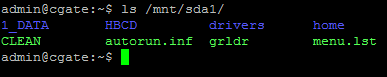 admin@cgate:~$ ls /mnt/sda1/
1_DATA HBCD drivers home
CLEAN autorun.inf grldr menu.lst
admin@cgate:~$